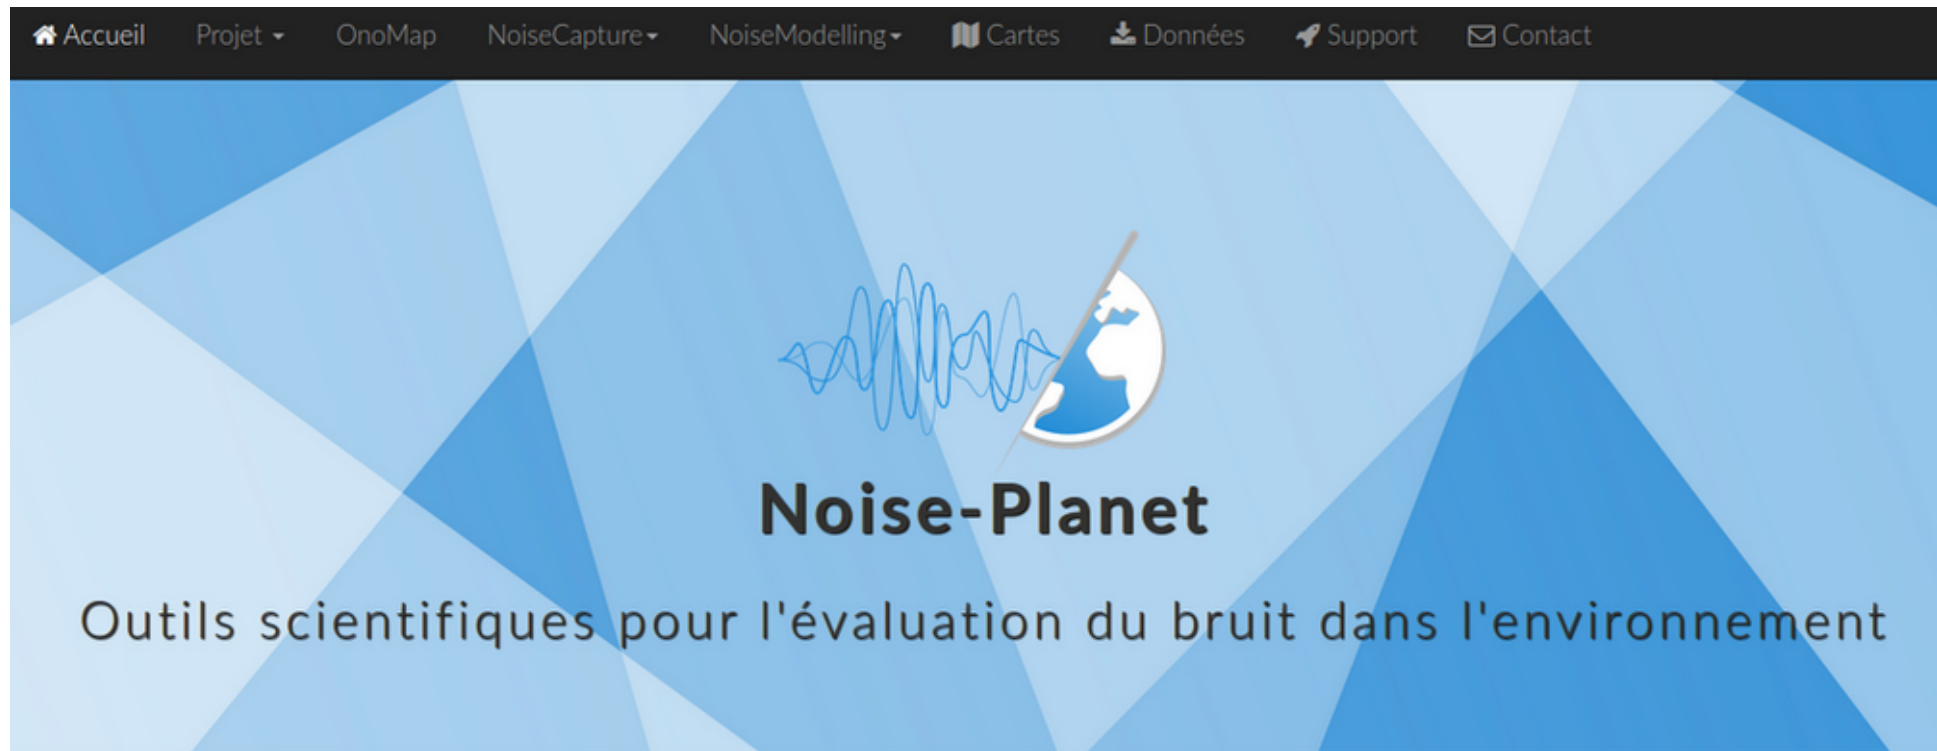 Accueil Projet OnoMap NoiseCapture NoiseModelling Cartes Données Support Contact
Noise-Planet
Outils scientifiques pour l'évaluation du bruit dans l'environnement